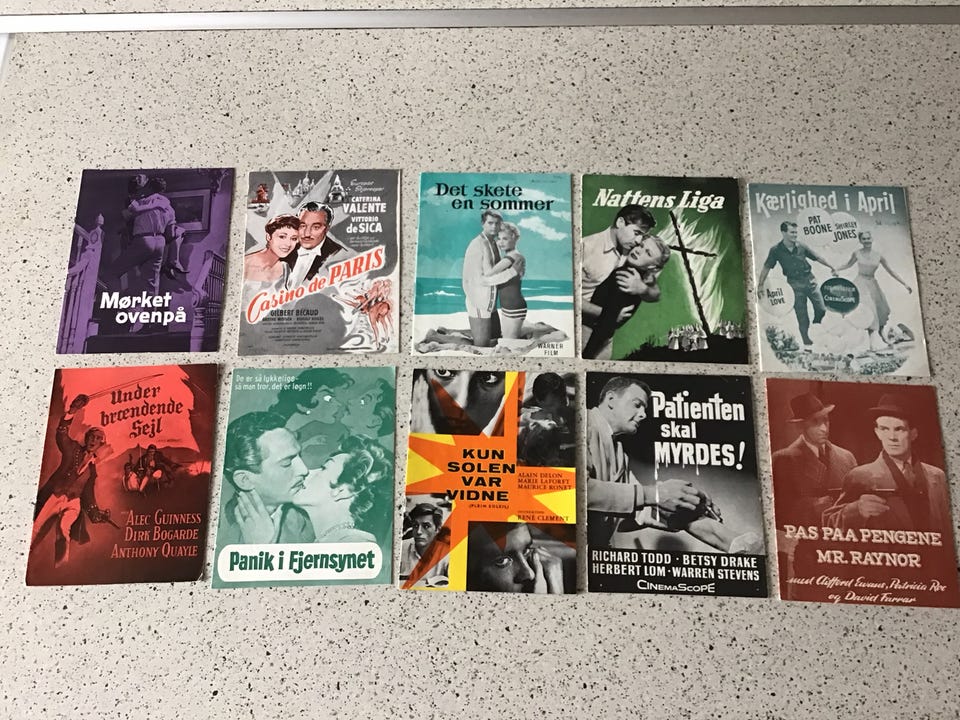 Mørket
ovenpå
CATERINA
VALENTE
VITTORIO
de SICA
Casino de PARIS
GILBERT BÉCAUD
Det skete
en sommer
WARNER
FILM
Nattens Liga
Kærlighed i April
PAT
BOONE
SHIRLEY
JONES
April
Love
CINEMASCOPE
Under
brændende
Sejl
ALEC GUINNESS
DIRK BOGARDE
ANTHONY QUAYLE
De er så lykkelige-
så man tror, det er løgn!!
Panik i Fjernsynet
KUN
SOLEN
VAR
VIDNE
(PLEIN SOLEIL)
ALAIN DELON
MARIE LAFORET
MAURICE RONET
RENÉ CLEMENT
Patienten
skal
MYRDES!
RICHARD TODD · BETSY DRAKE
HERBERT LOM · WARREN STEVENS
CINEMASCOPE
PAS PAA PENGENE
MR. RAYNOR
med Clifford Evans, Patricia Roc
og David Farrar